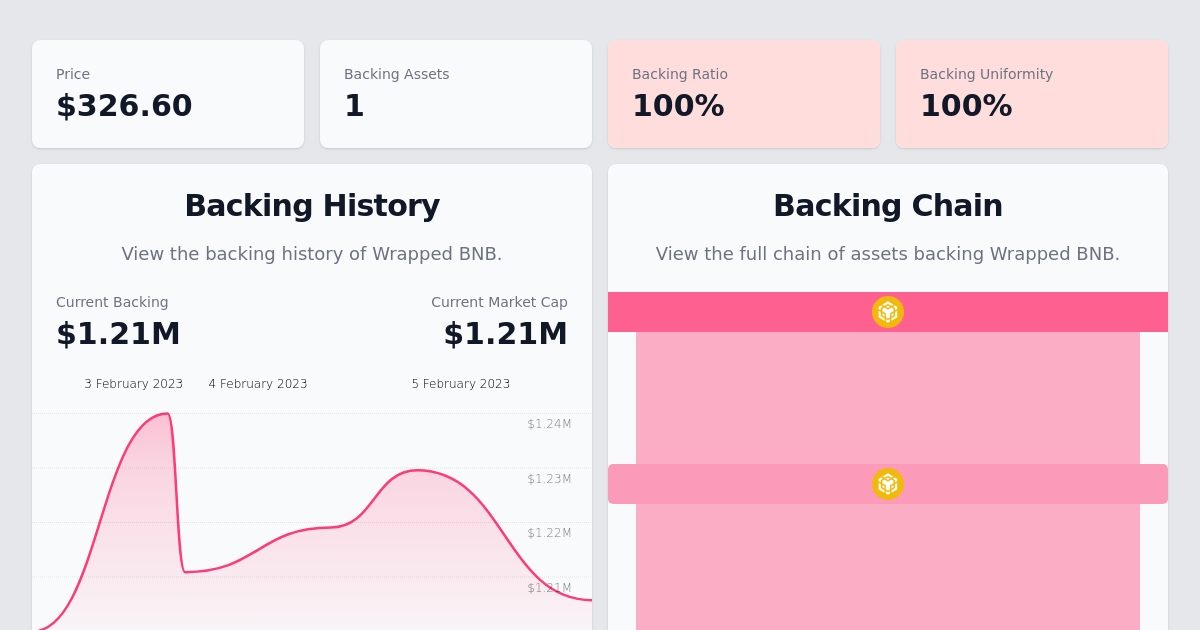 Price
$326.60
Backing Assets
1
Backing Ratio
100%
Backing Uniformity
100%
Backing History
View the backing history of Wrapped BNB.
Current Backing
$1.21M
Current Market Cap
$1.21M
3 February 2023
4 February 2023
5 February 2023
$1.24M
$1.23M
$1.22M
$1.21M
Backing Chain
View the full chain of assets backing Wrapped BNB.